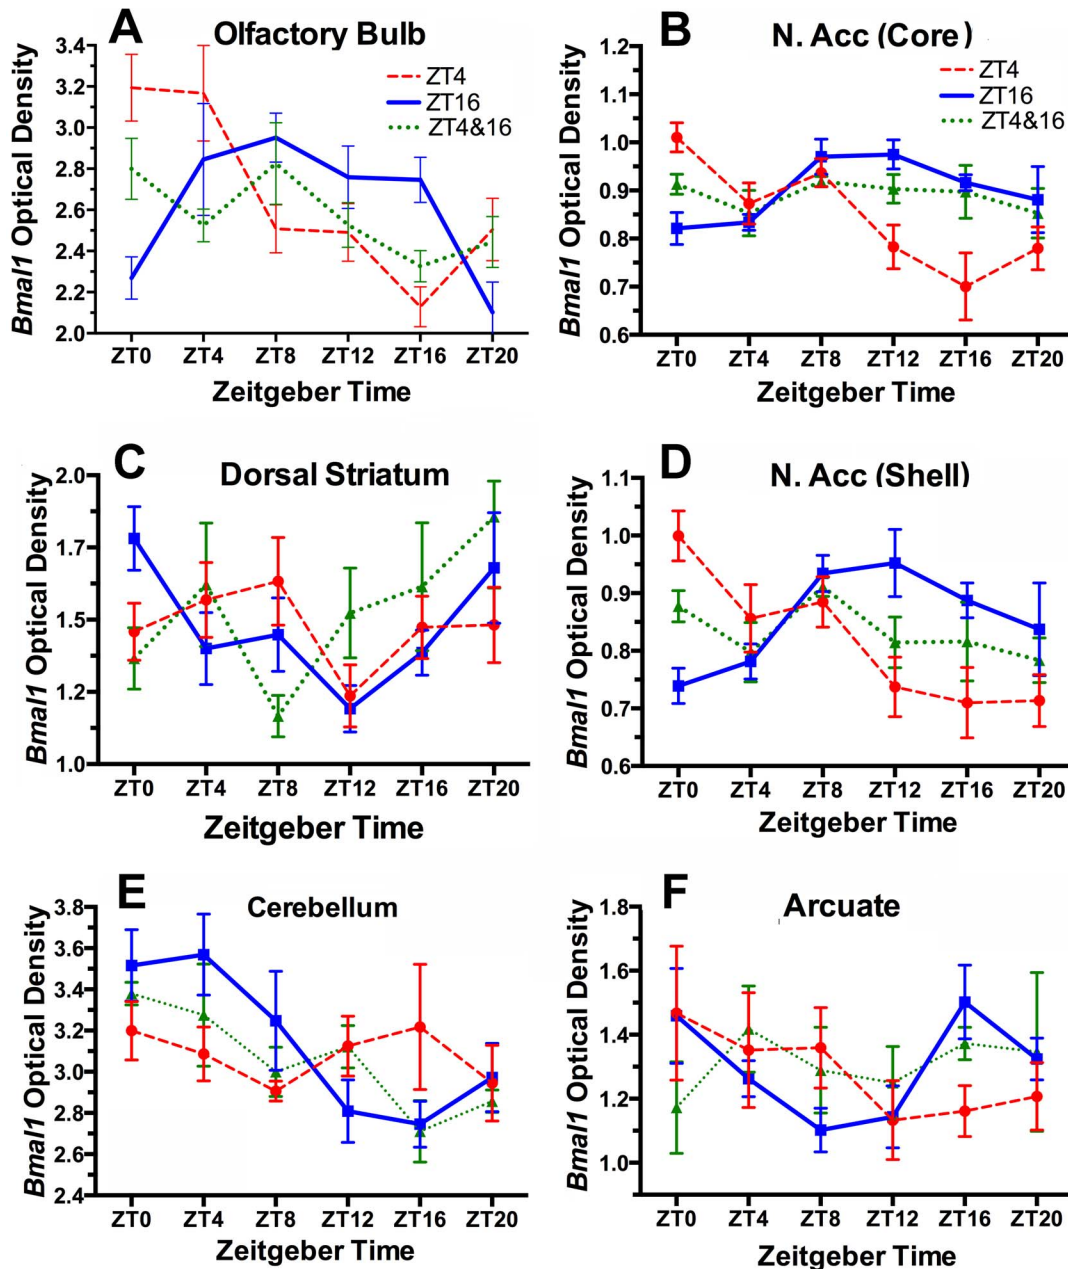 A
Olfactory Bulb
Bmal1 Optical Density
3.4
3.2
3.0
2.8
2.6
2.4
2.2
2.0
ZT4
ZT16
ZT4&16
ZT0 ZT4 ZT8 ZT12 ZT16 ZT20
Zeitgeber Time
B
N. Acc (Core)
Bmal1 Optical Density
1.2
1.1
1.0
0.9
0.8
0.7
0.6
ZT4
ZT16
ZT4&16
ZT0 ZT4 ZT8 ZT12 ZT16 ZT20
Zeitgeber Time
C
Dorsal Striatum
Bmal1 Optical Density
2.0
1.7
1.5
1.2
1.0
ZT0 ZT4 ZT8 ZT12 ZT16 ZT20
Zeitgeber Time
D
N. Acc (Shell)
Bmal1 Optical Density
1.1
1.0
0.9
0.8
0.7
0.6
ZT0 ZT4 ZT8 ZT12 ZT16 ZT20
Zeitgeber Time
E
Cerebellum
Bmal1 Optical Density
3.8
3.6
3.4
3.2
3.0
2.8
2.6
2.4
ZT0 ZT4 ZT8 ZT12 ZT16 ZT20
Zeitgeber Time
F
Arcuate
Bmal1 Optical Density
1.8
1.6
1.4
1.2
1.0
ZT0 ZT4 ZT8 ZT12 ZT16 ZT20
Zeitgeber Time